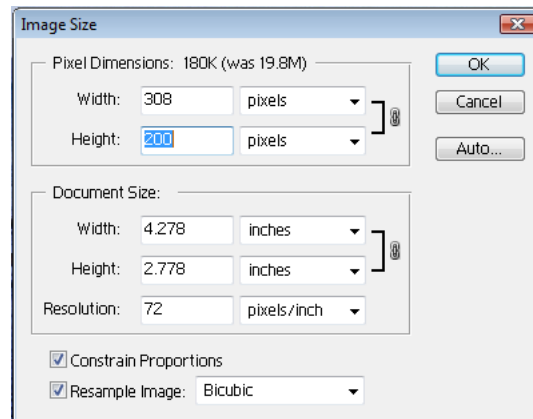 Image Size
Pixel Dimensions: 180K (was 19.8M)
OK
Width: 308 pixels
Cancel
Height: 200 pixels
Auto...
Document Size:
Width: 4.278 inches
Height: 2.778 inches
Resolution: 72 pixels/inch
Constrain Proportions
Resample Image: Bicubic